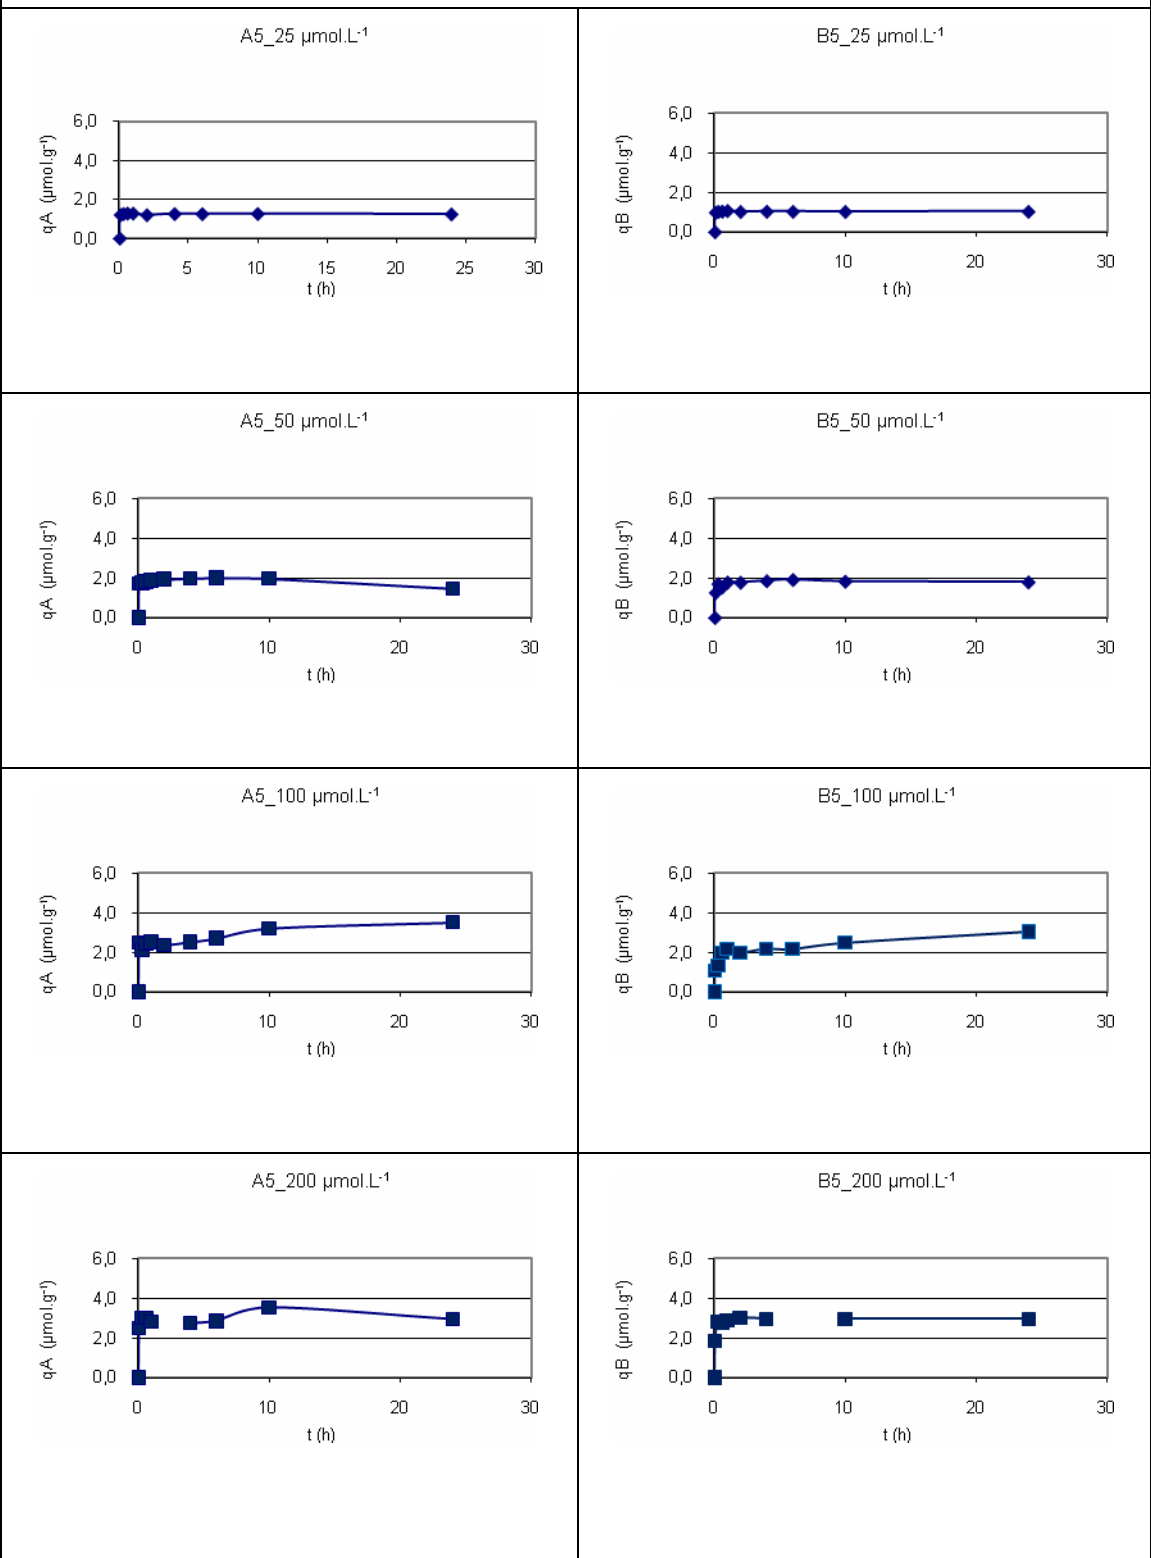 A5_25 µmol.L-1
6,0
4,0
2,0
0,0
qA (µmol.g-1)
0 5 10 15 20 25 30
t (h)
B5_25 µmol.L-1
6,0
4,0
2,0
0,0
qB (µmol.g-1)
0 10 20 30
t (h)
A5_50 µmol.L-1
6,0
4,0
2,0
0,0
qA (µmol.g-1)
0 10 20 30
t (h)
B5_50 µmol.L-1
6,0
4,0
2,0
0,0
qB (µmol.g-1)
0 10 20 30
t (h)
A5_100 µmol.L-1
6,0
4,0
2,0
0,0
qA (µmol.g-1)
0 10 20 30
t (h)
B5_100 µmol.L-1
6,0
4,0
2,0
0,0
qB (µmol.g-1)
0 10 20 30
t (h)
A5_200 µmol.L-1
6,0
4,0
2,0
0,0
qA (µmol.g-1)
0 10 20 30
t (h)
B5_200 µmol.L-1
6,0
4,0
2,0
0,0
qB (µmol.g-1)
0 10 20 30
t (h)